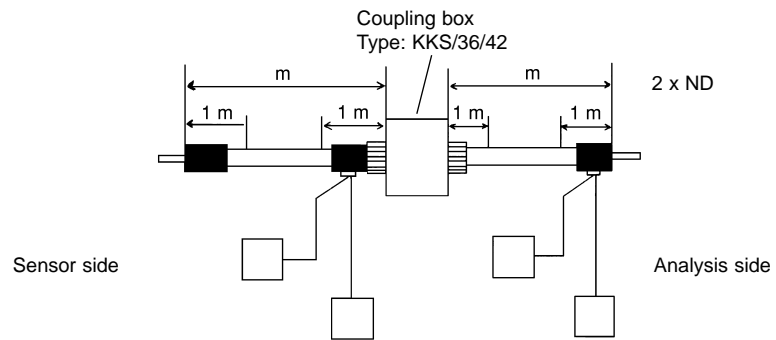 Coupling box
Type: KKS/36/42
m
m
2 x ND
1 m
1 m
1 m
1 m
Sensor side
Analysis side